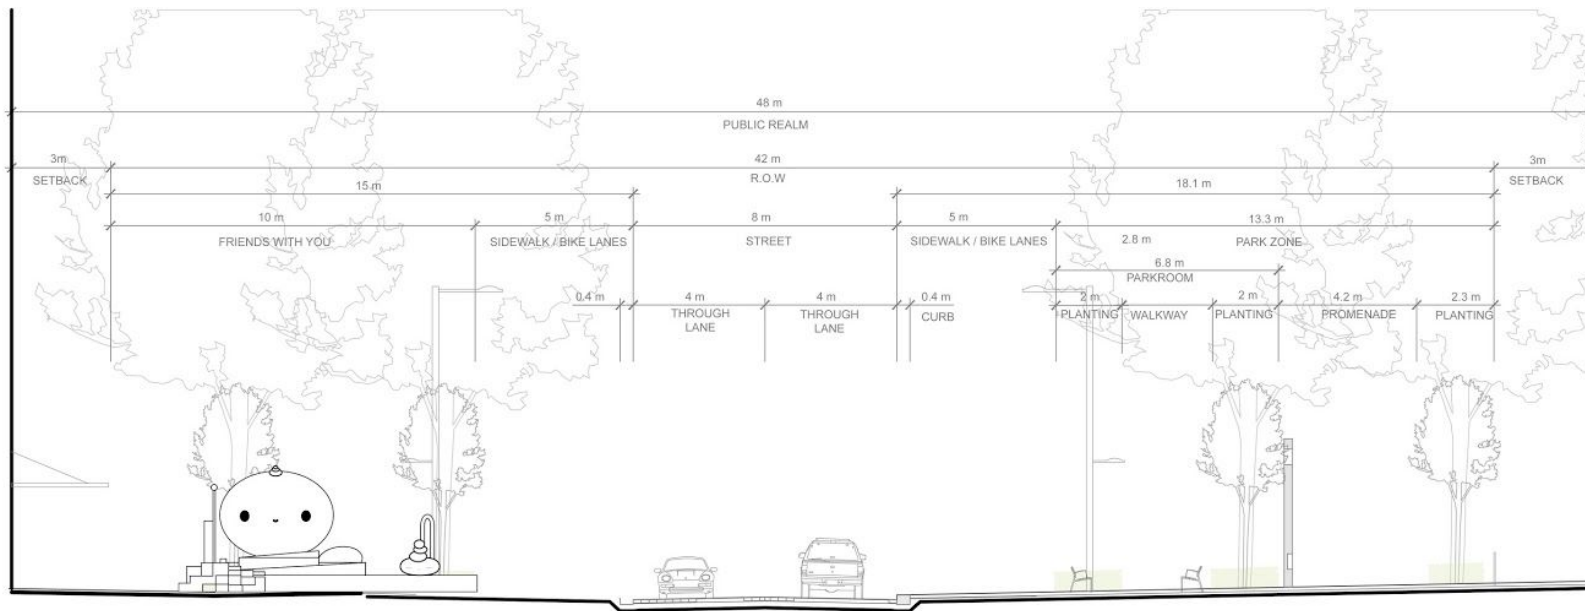 48 m
PUBLIC REALM
3m
42 m
3m
SETBACK
R.O.W
SETBACK
15 m
18.1 m
10 m
5 m
8 m
5 m
13.3 m
FRIENDS WITH YOU
SIDEWALK / BIKE LANES
STREET
SIDEWALK / BIKE LANES
2.8 m
PARK ZONE
6.8 m
PARKROOM
0.4 m
4 m
4 m
0.4 m
2 m
2 m
4.2 m
2.3 m
THROUGH
LANE
THROUGH
LANE
CURB
PLANTING
WALKWAY
PLANTING
PROMENADE
PLANTING